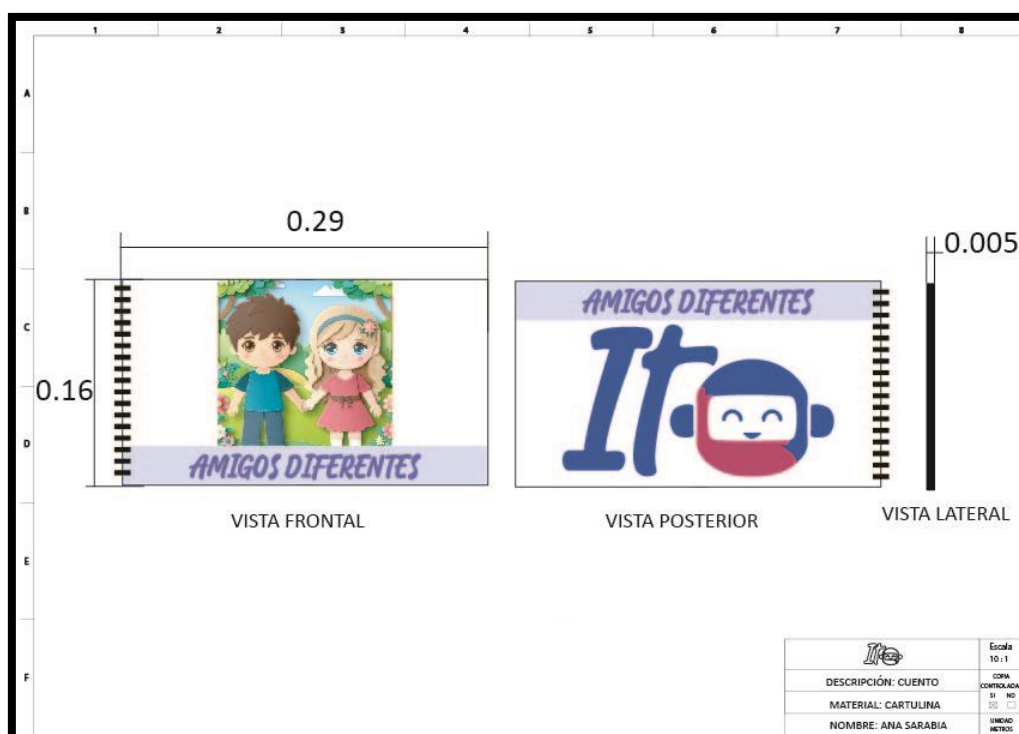 1 2 3 4 5 6 7 8
A
B
C
D
E
F
0.29
0.16
0.005
AMIGOS DIFERENTES
VISTA FRONTAL
AMIGOS DIFERENTES
Ito
VISTA POSTERIOR
VISTA LATERAL
Ito
Escala
10 : 1
DESCRIPCIÓN: CUENTO
COPIA
CONTROLADA
SI NO
MATERIAL: CARTULINA
NOMBRE: ANA SARABIA
UNIDAD
METROS